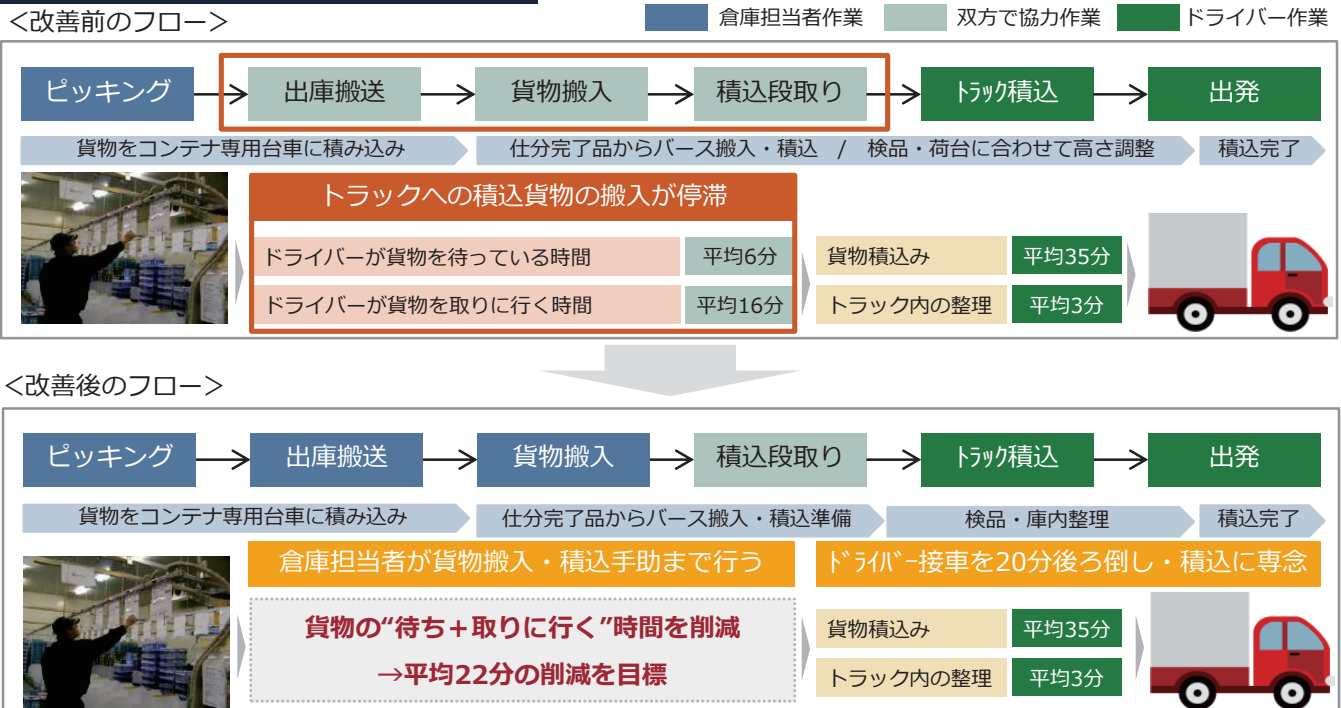 <改善前のフロー>
倉庫担当者作業 双方で協力作業 ドライバー作業
ピッキング 出庫搬送 貨物搬入 積込段取り ﾄﾗｯｸ積込 出発
貨物をコンテナ専用台車に積み込み 仕分完了品からバース搬入・積込 / 検品・荷台に合わせて高さ調整 積込完了
トラックへの積込貨物の搬入が停滞
ドライバーが貨物を待っている時間 平均6分 貨物積込み 平均35分
ドライバーが貨物を取りに行く時間 平均16分 トラック内の整理 平均3分
<改善後のフロー>
ピッキング 出庫搬送 貨物搬入 積込段取り ﾄﾗｯｸ積込 出発
貨物をコンテナ専用台車に積み込み 仕分完了品からバース搬入・積込準備 検品・庫内整理 積込完了
倉庫担当者が貨物搬入・積込手助まで行う ﾄﾞﾗｲﾊﾞｰ接車を20分後ろ倒し・積込に専念
貨物の“待ち＋取りに行く”時間を削減 貨物積込み 平均35分
→平均22分の削減を目標 トラック内の整理 平均3分